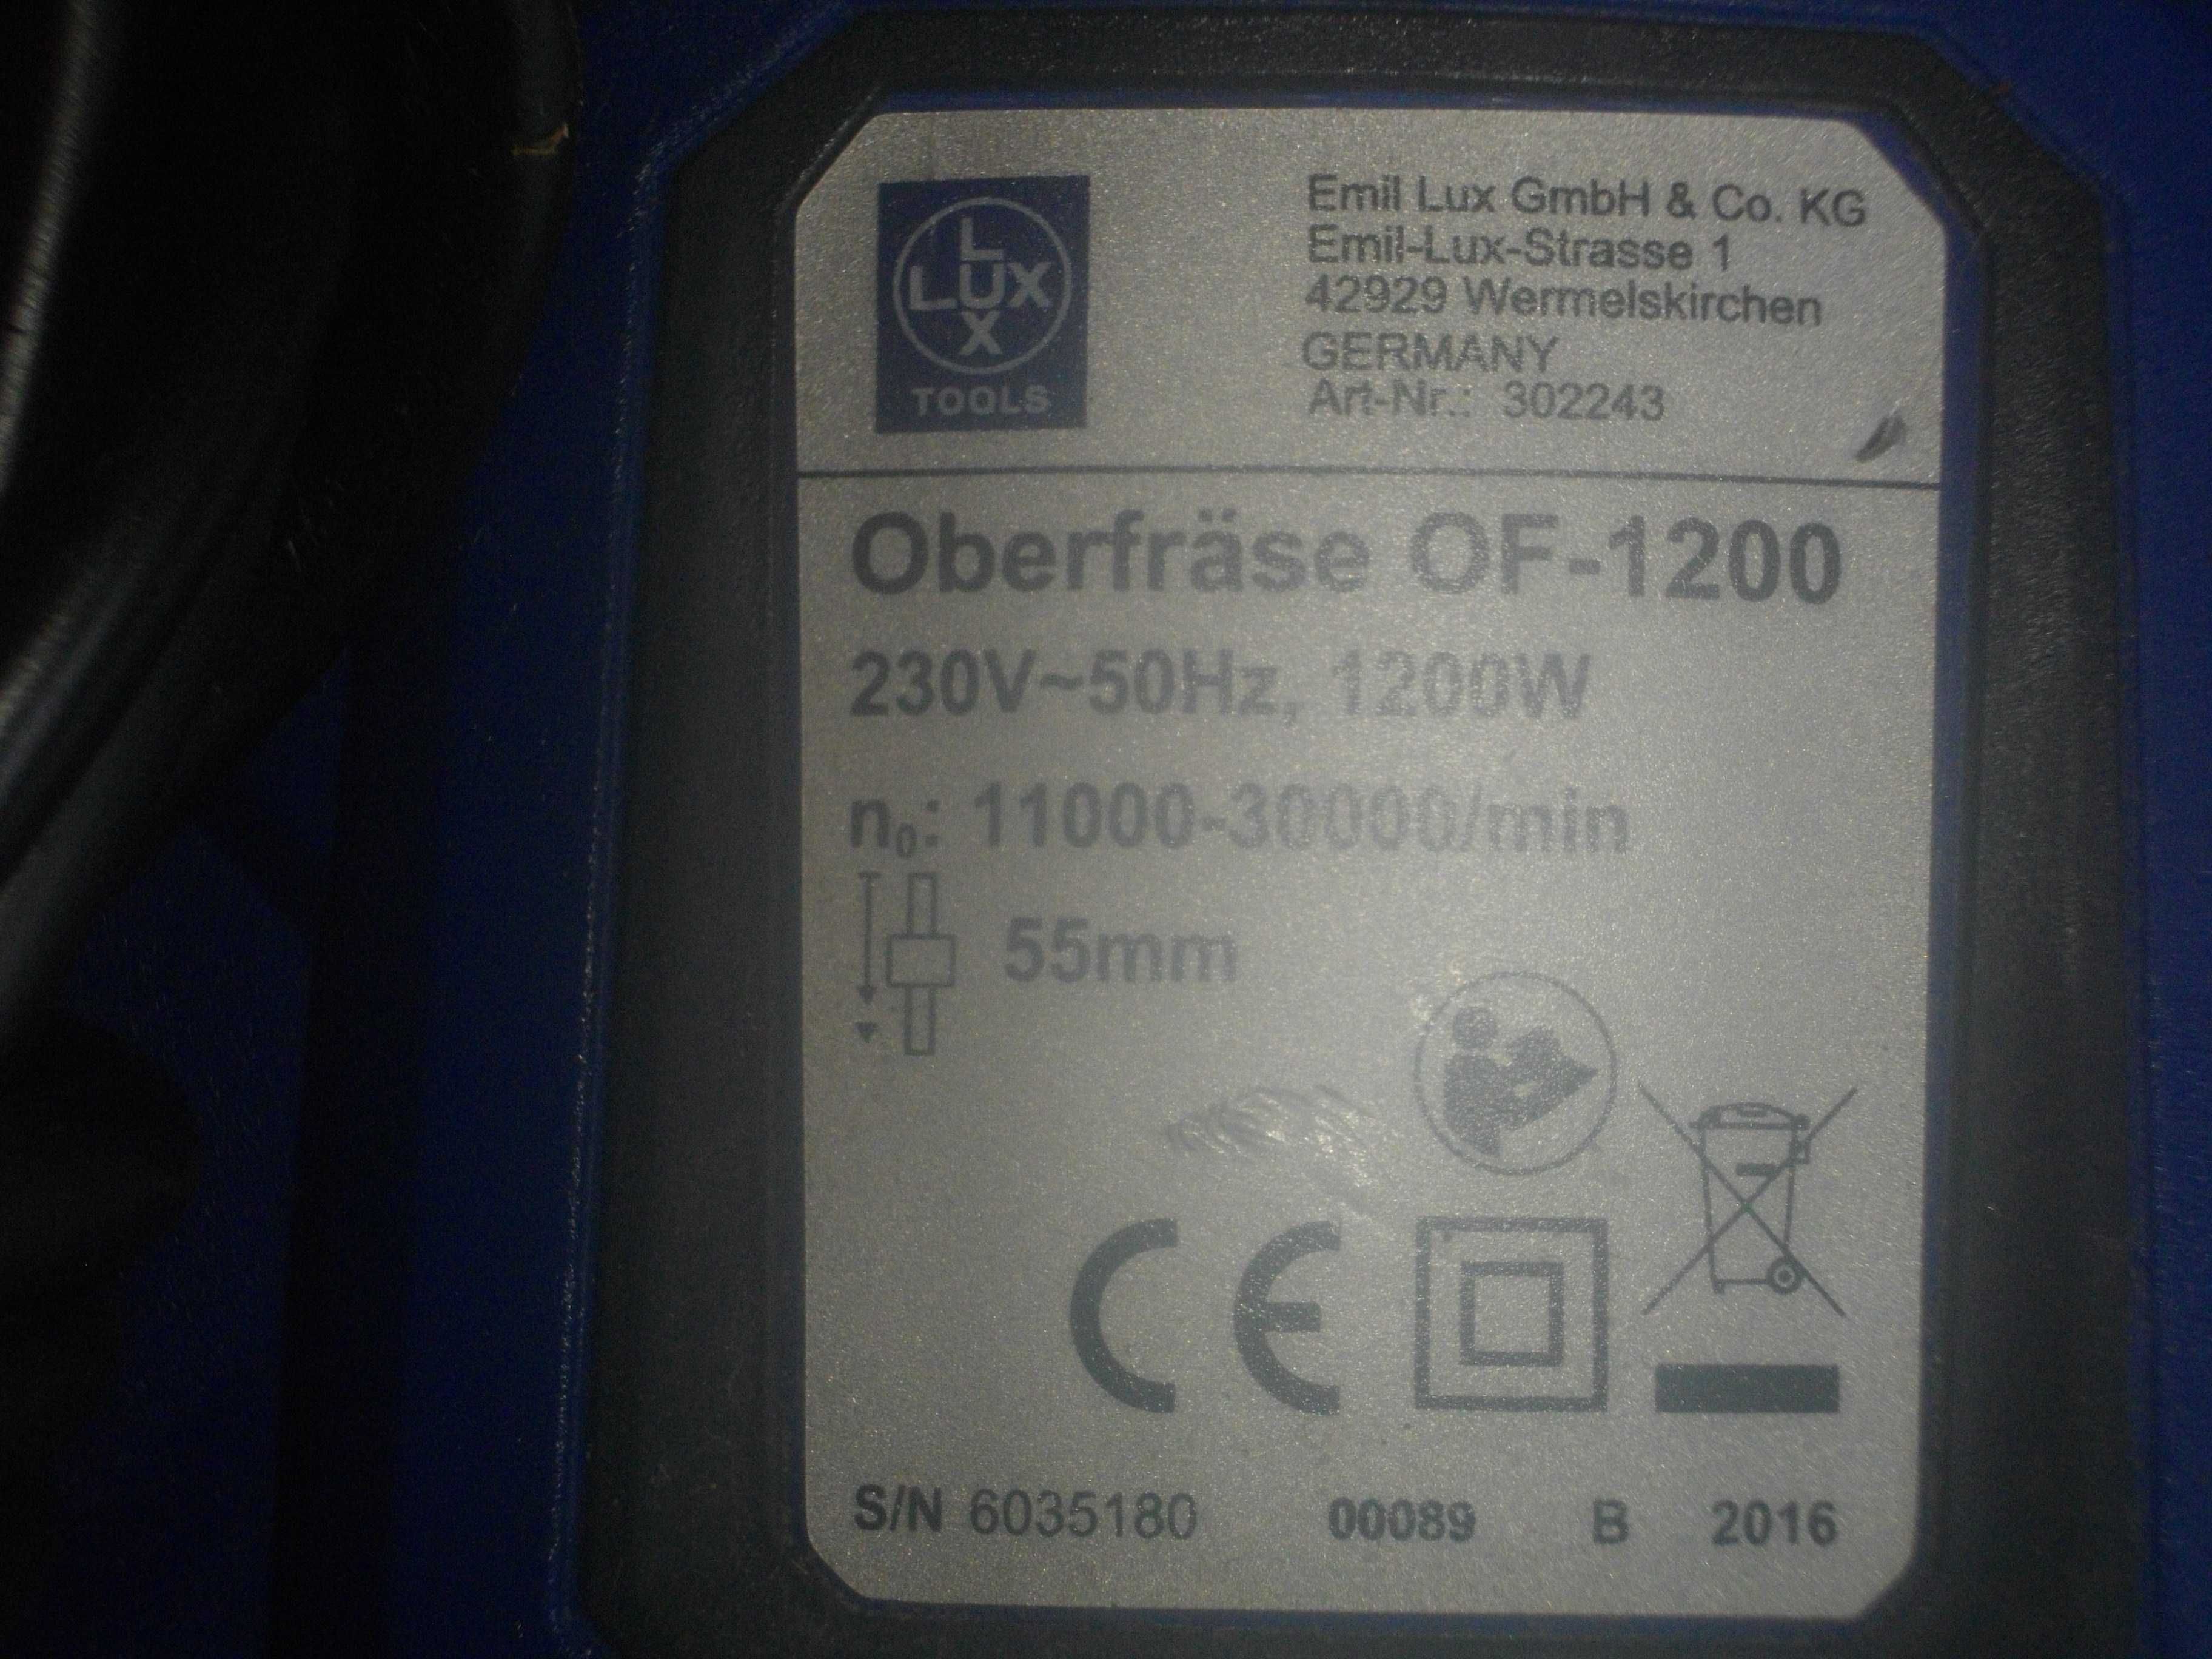 L
LUX
X
TOOLS
Emil Lux GmbH & Co. KG
Emil-Lux-Strasse 1
42929 Wermelskirchen
GERMANY
Art-Nr.: 302243
Oberfräse OF-1200
230V~50Hz, 1200W
n₀: 11000-30000/min
55mm
CE
S/N 6035180 00089 B 2016